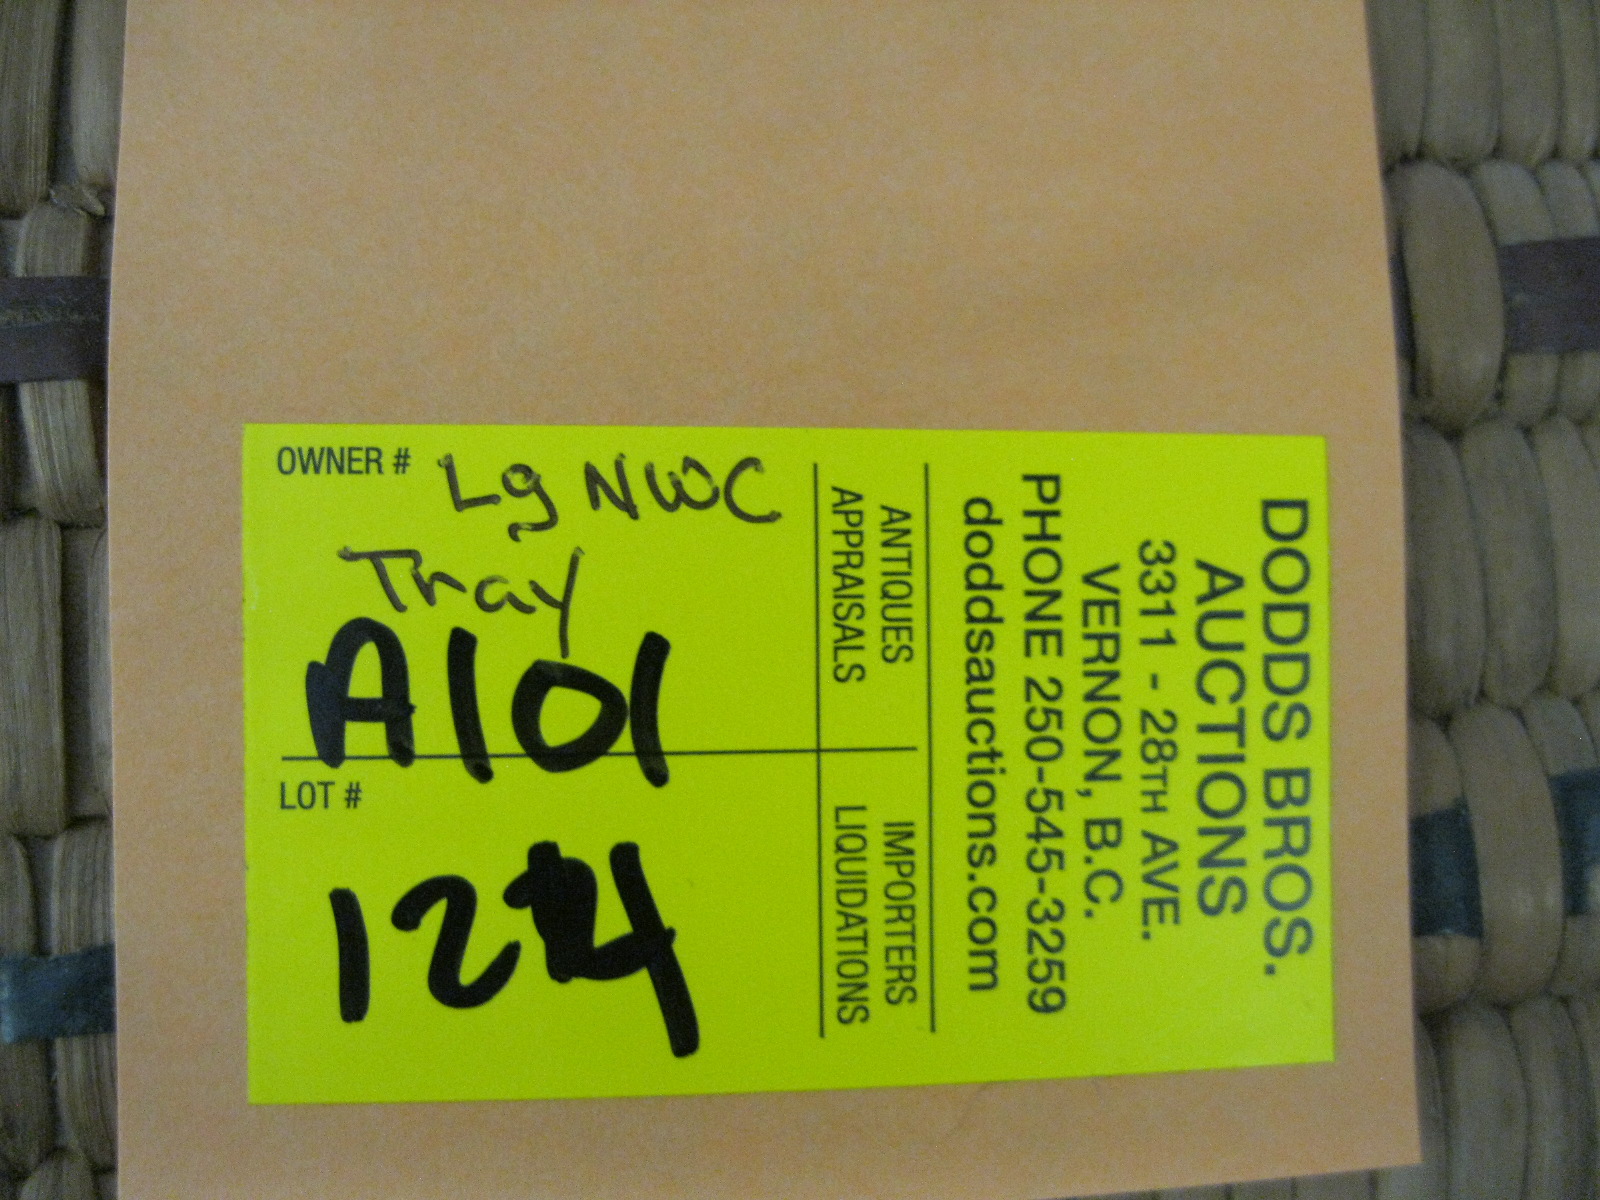 DODDS BROS.
AUCTIONS
3311 - 28TH AVE.
VERNON, B.C.
PHONE 250-545-3259
doddsauctions.com
ANTIQUES
APPRAISALS
IMPORTERS
LIQUIDATIONS
OWNER # Lg NWC
Tray
A101
LOT #
124